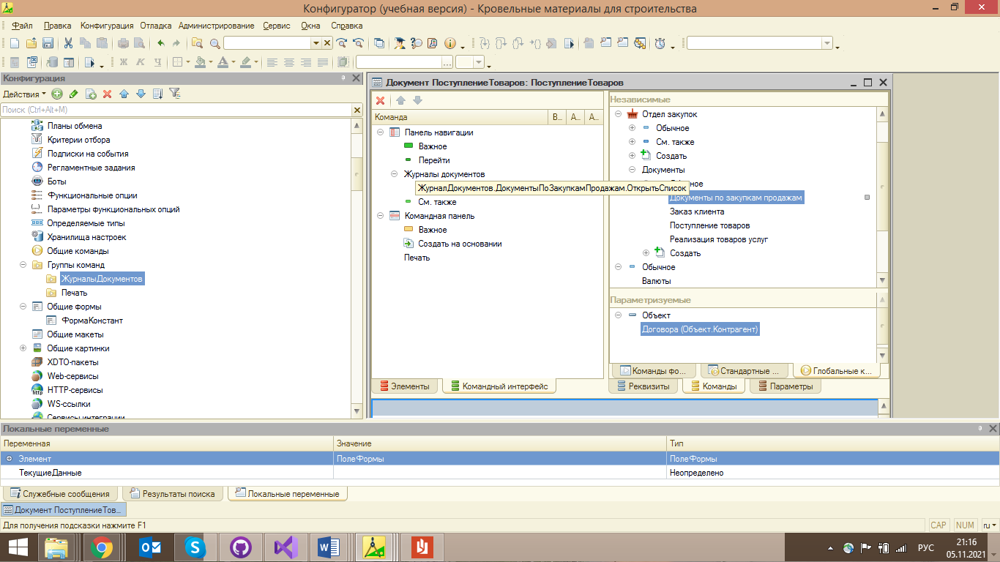 Конфигуратор (учебная версия) - Кровельные материалы для строительства
Файл Правка Конфигурация Отладка Администрирование Сервис Окна Справка
Ж К Ч
Конфигурация
Действия
Поиск (Ctrl+Alt+M)
Планы обмена
Критерии отбора
Подписки на события
Регламентные задания
Боты
Функциональные опции
Параметры функциональных опций
Определяемые типы
Хранилища настроек
Общие команды
Группы команд
ЖурналыДокументов
Печать
Общие формы
ФормаКонстант
Общие макеты
Общие картинки
XDTO-пакеты
Web-сервисы
HTTP-сервисы
WS-ссылки
Сервисы интеграции
Документ ПоступлениеТоваров: ПоступлениеТоваров
Команда В... А... А...
Панель навигации
Важное
Перейти
Журналы документов
ЖурналДокументов.ДокументыПоЗакупкамПродажам.ОткрытьСписок
См. также
Командная панель
Важное
Создать на основании
Печать
Элементы Командный интерфейс
Независимые
Отдел закупок
Обычное
См. также
Создать
Документы
Документы по закупкам продажам
Заказ клиента
Поступление товаров
Реализация товаров услуг
Создать
Обычное
Валюты
Параметризуемые
Объект
Договора (Объект.Контрагент)
Команды фо... Стандартные ... Глобальные к...
Реквизиты Команды Параметры
Локальные переменные
Переменная Значение Тип
Элемент ПолеФормы ПолеФормы
ТекущиеДанные Неопределено
Служебные сообщения Результаты поиска Локальные переменные
Документ ПоступлениеТов...
Для получения подсказки нажмите F1 CAP NUM ru
РУС
21:16
05.11.2021